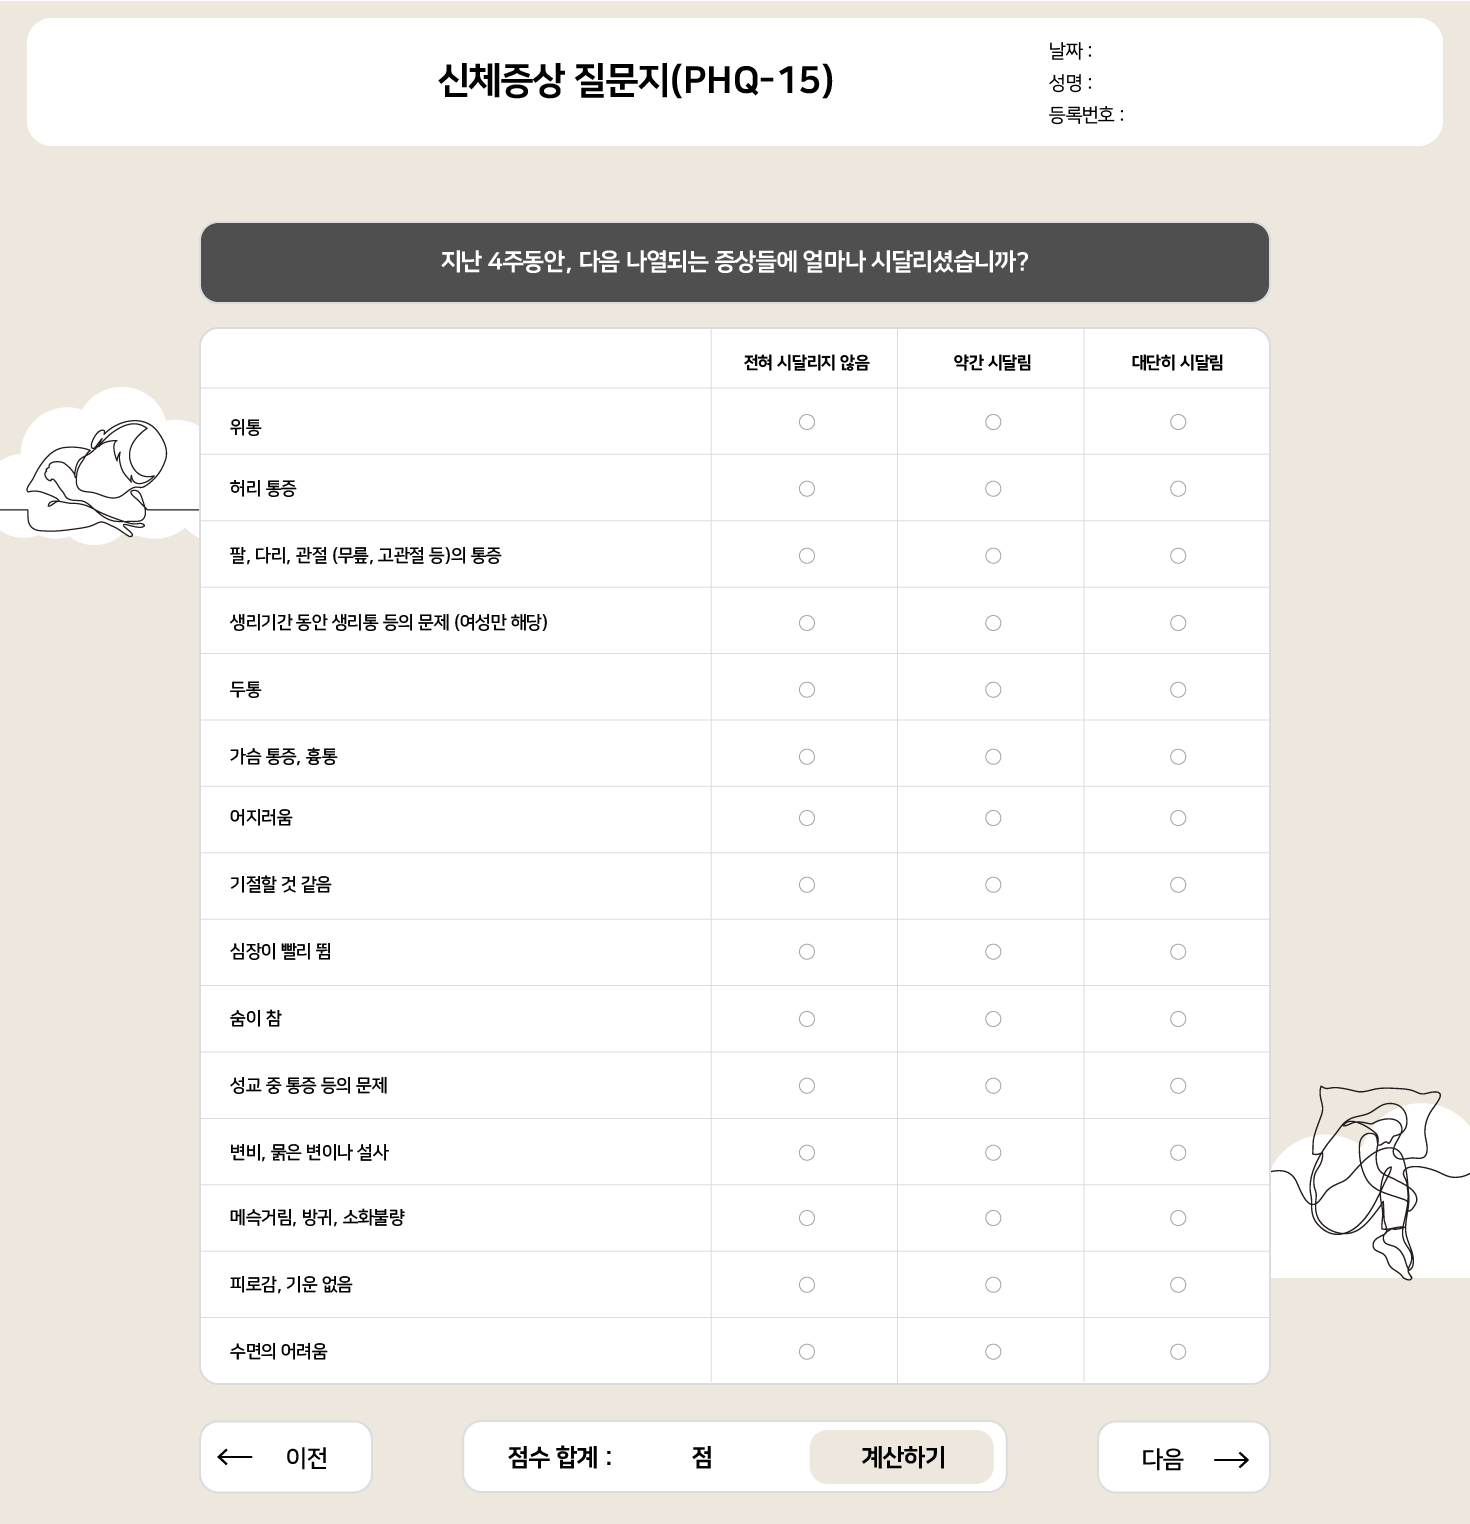 신체증상 질문지(PHQ-15)
날짜 :
성명 :
등록번호 :
지난 4주동안, 다음 나열되는 증상들에 얼마나 시달리셨습니까?
전혀 시달리지 않음 약간 시달림 대단히 시달림
위통
허리 통증
팔, 다리, 관절 (무릎, 고관절 등)의 통증
생리기간 동안 생리통 등의 문제 (여성만 해당)
두통
가슴 통증, 흉통
어지러움
기절할 것 같음
심장이 빨리 뜀
숨이 참
성교 중 통증 등의 문제
변비, 묽은 변이나 설사
메슥거림, 방귀, 소화불량
피로감, 기운 없음
수면의 어려움
← 이전 점수 합계 : 점 계산하기 다음 →